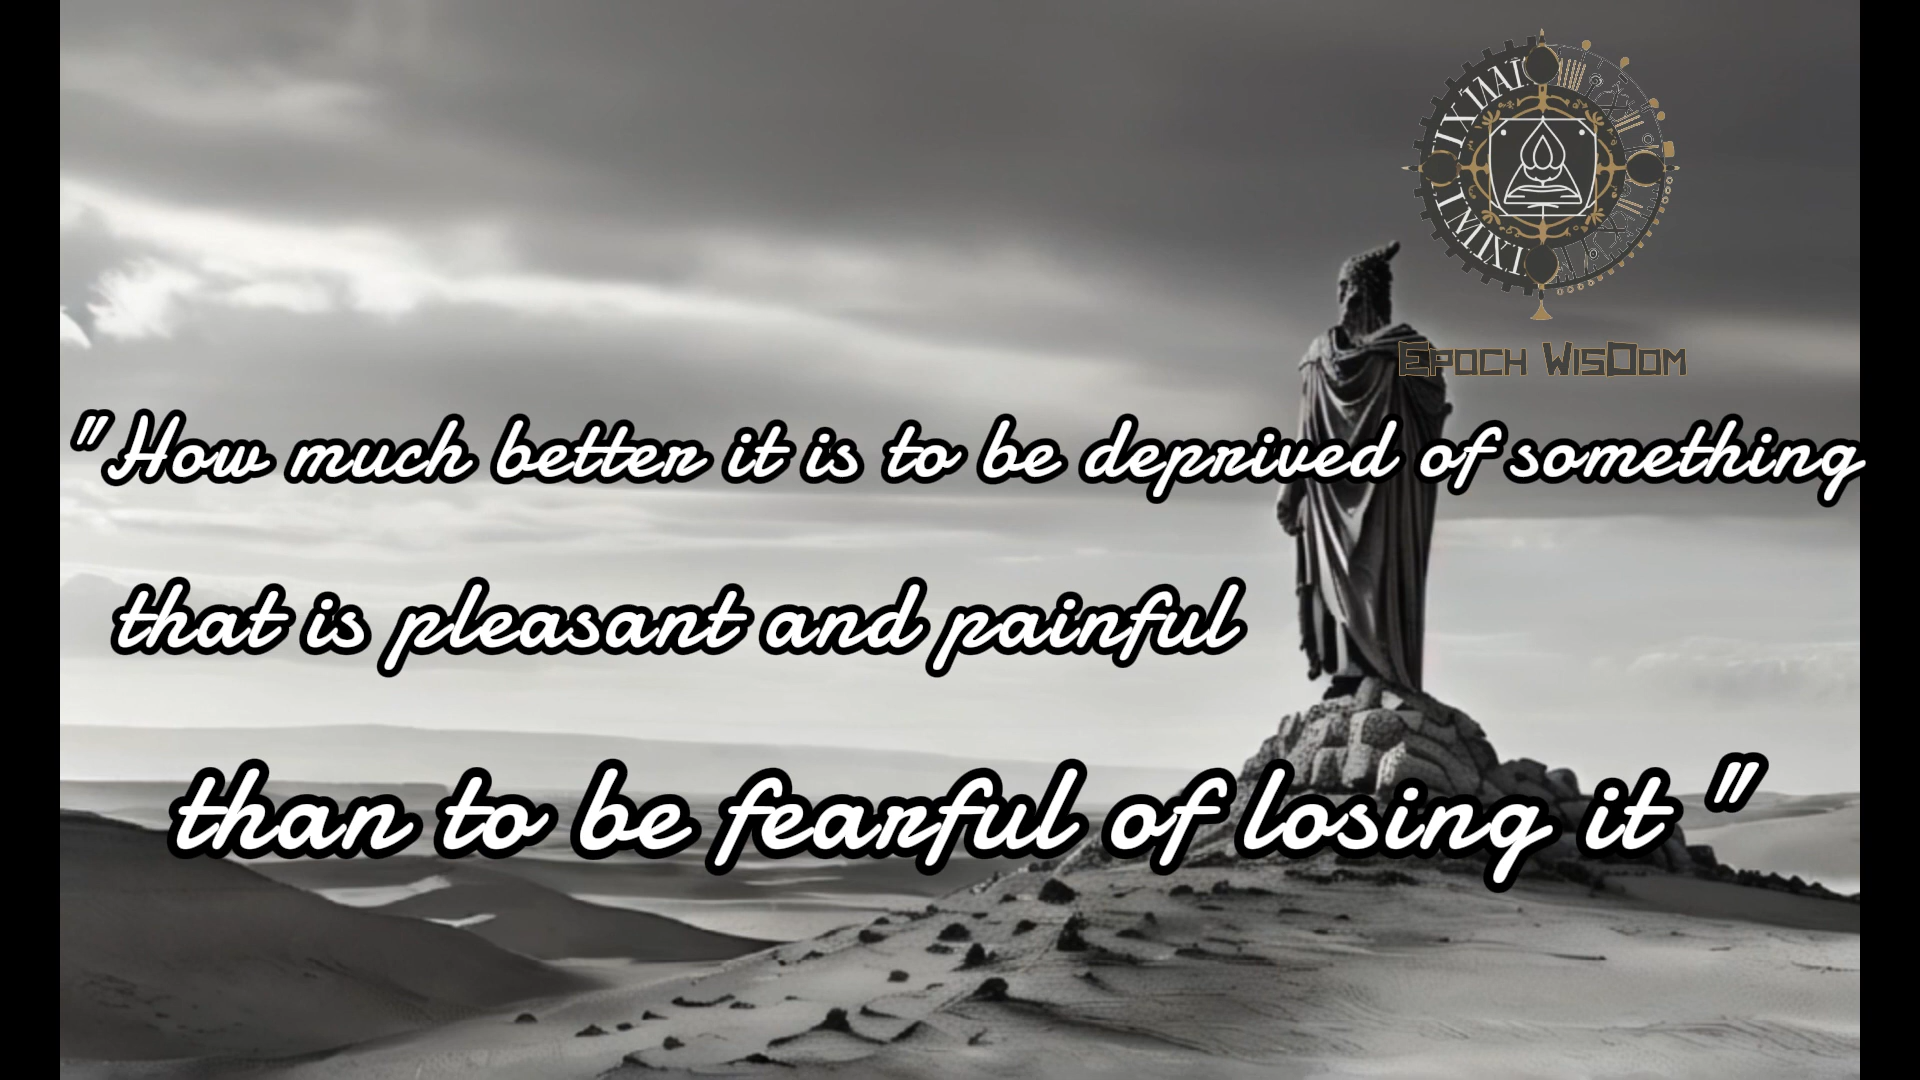 EPOCH WISDOM
"How much better it is to be deprived of something
that is pleasant and painful
than to be fearful of losing it"